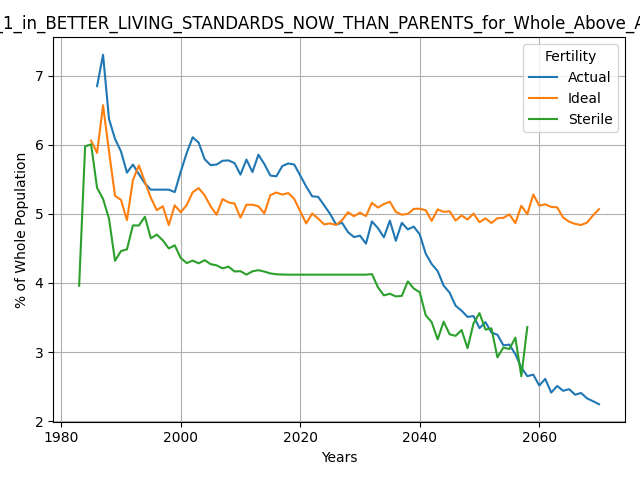 _1_in_BETTER_LIVING_STANDARDS_NOW_THAN_PARENTS_for_Whole_Above_A
Fertility
Actual
Ideal
Sterile
% of Whole Population
7
6
5
4
3
2
1980
2000
2020
2040
2060
Years